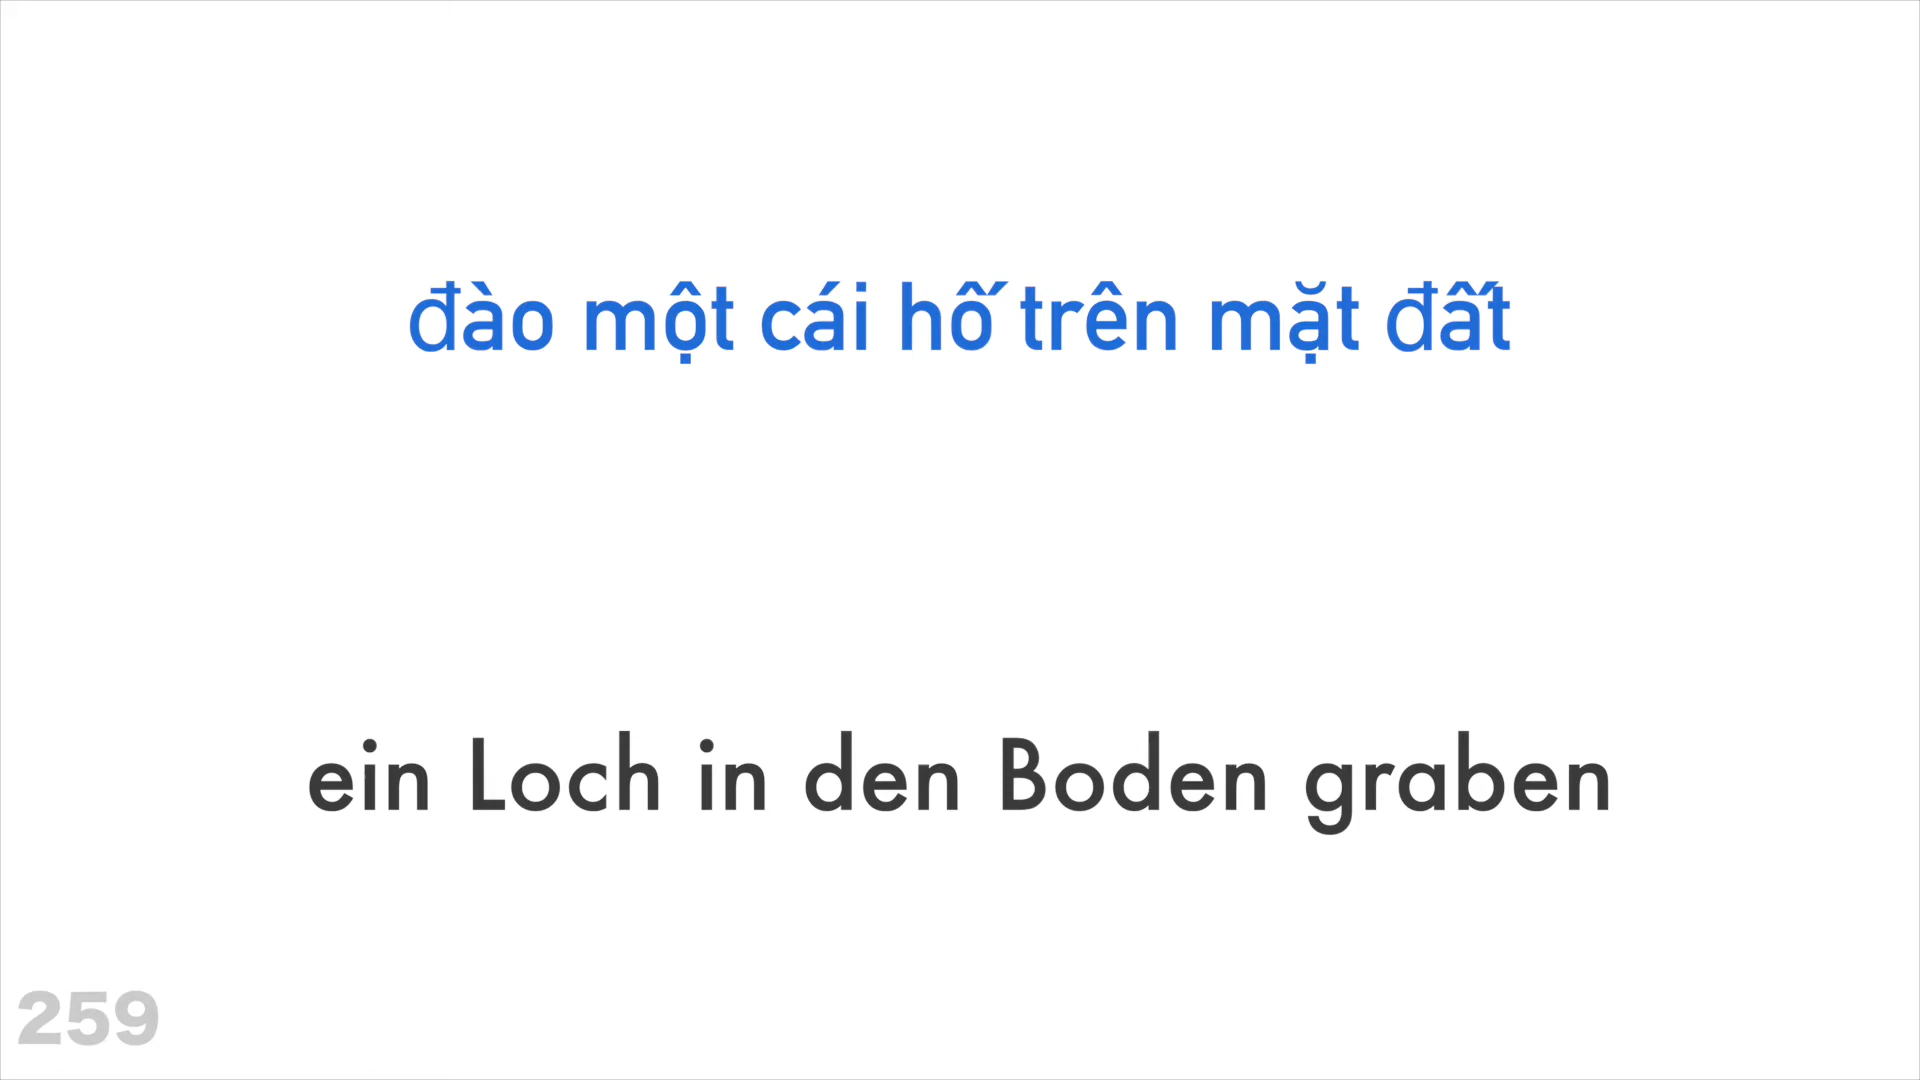 đào một cái hố trên mặt đất
ein Loch in den Boden graben
259